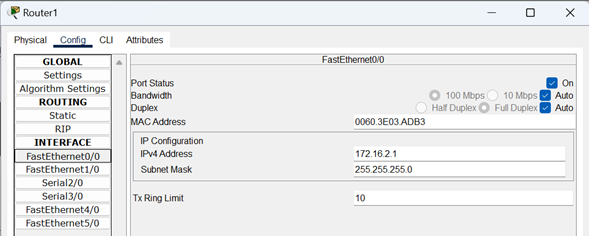 Router1
Physical Config CLI Attributes
GLOBAL
Settings
Algorithm Settings
ROUTING
Static
RIP
INTERFACE
FastEthernet0/0
FastEthernet1/0
Serial2/0
Serial3/0
FastEthernet4/0
FastEthernet5/0
FastEthernet0/0
Port Status On
Bandwidth 100 Mbps 10 Mbps Auto
Duplex Half Duplex Full Duplex Auto
MAC Address 0060.3E03.ADB3
IP Configuration
IPv4 Address 172.16.2.1
Subnet Mask 255.255.255.0
Tx Ring Limit 10